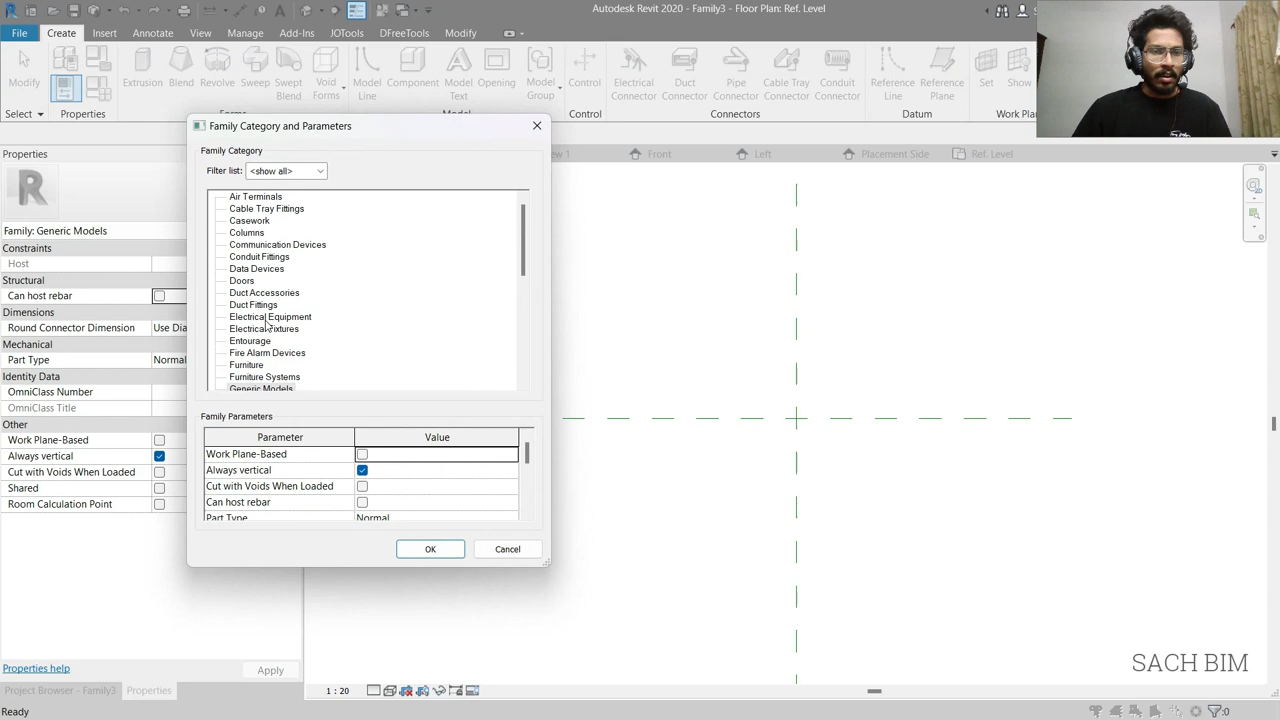 Autodesk Revit 2020 - Family3 - Floor Plan: Ref. Level
File Create Insert Annotate View Manage Add-Ins JOTools DFreeTools Modify
Modify Extrusion Blend Revolve Sweep Swept Blend Void Forms Model Line Component Model Text Model Group Control Electrical Connector Duct Connector Pipe Connector Cable Tray Connector Conduit Connector Reference Line Reference Plane Set Show
Select Properties Model Control Connectors Datum Work Plan
Family Category and Parameters
Properties
Front Left Placement Side Ref. Level
Family Category
Filter list: <show all>
Air Terminals
Cable Tray Fittings
Casework
Columns
Communication Devices
Conduit Fittings
Data Devices
Doors
Duct Accessories
Duct Fittings
Electrical Equipment
Electrical Fixtures
Entourage
Fire Alarm Devices
Furniture
Furniture Systems
Generic Models
Family Parameters
Parameter Value
Work Plane-Based
Always vertical
Cut with Voids When Loaded
Can host rebar
Part Type Normal
OK Cancel
Family: Generic Models
Constraints
Host
Structural
Can host rebar
Dimensions
Round Connector Dimension Use Dia
Mechanical
Part Type Normal
Identity Data
OmniClass Number
OmniClass Title
Other
Work Plane-Based
Always vertical
Cut with Voids When Loaded
Shared
Room Calculation Point
Properties help Apply
SACH BIM
Project Browser - Family3 Properties 1 : 20
Ready :0